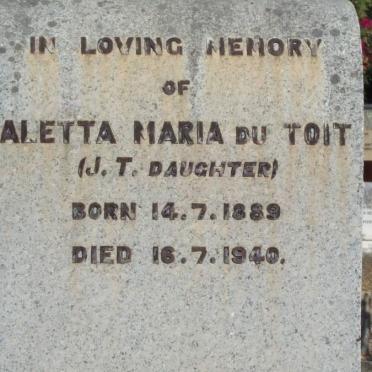 IN LOVING MEMORY
OF
ALETTA MARIA DU TOIT
(J. T. DAUGHTER)
BORN 14.7.1889
DIED 16.7.1940.